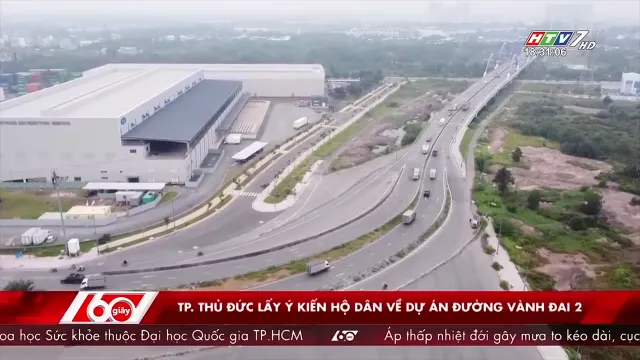 HTV7 HD
18:31:06
60 giây
TP. THỦ ĐỨC LẤY Ý KIẾN HỘ DÂN VỀ DỰ ÁN ĐƯỜNG VÀNH ĐAI 2
oa học Sức khỏe thuộc Đại học Quốc gia TP.HCM 60 Áp thấp nhiệt đới gây mưa to kéo dài, cục